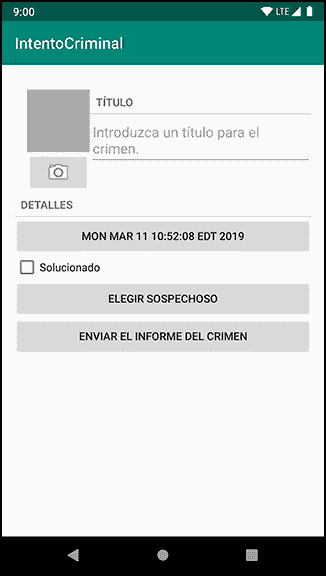 9:00 LTE
IntentoCriminal
TÍTULO
Introduzca un título para el
crimen.
DETALLES
MON MAR 11 10:52:08 EDT 2019
Solucionado
ELEGIR SOSPECHOSO
ENVIAR EL INFORME DEL CRIMEN